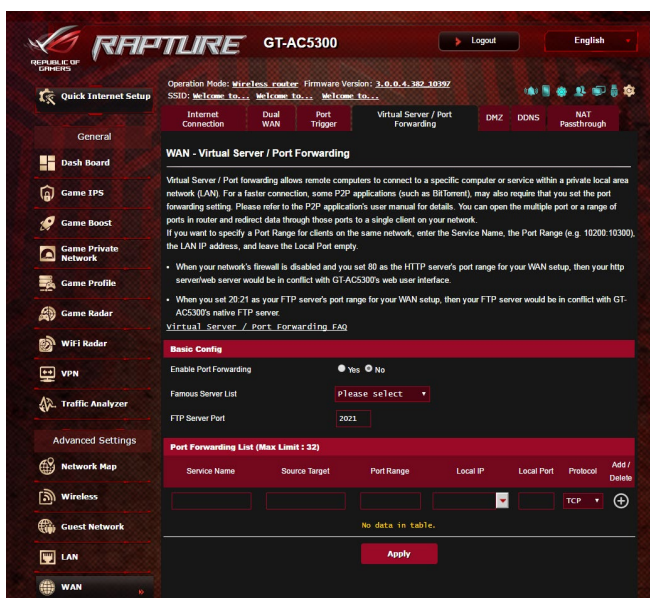 REPUBLIC OF
GAMERS
RAPTURE
GT-AC5300
Logout
English
Quick Internet Setup
Operation Mode: Wireless router Firmware Version: 3.0.0.4.382_10397
SSID: Welcome to... Welcome to... Welcome to...
Internet Connection
Dual WAN
Port Trigger
Virtual Server / Port Forwarding
DMZ
DDNS
NAT Passthrough
General
Dash Board
Game IPS
Game Boost
Game Private Network
Game Profile
Game Radar
WiFi Radar
VPN
Traffic Analyzer
Advanced Settings
Network Map
Wireless
Guest Network
LAN
WAN
WAN - Virtual Server / Port Forwarding
Virtual Server / Port forwarding allows remote computers to connect to a specific computer or service within a private local area
network (LAN). For a faster connection, some P2P applications (such as BitTorrent), may also require that you set the port
forwarding setting. Please refer to the P2P application's user manual for details. You can open the multiple port or a range of
ports in router and redirect data through those ports to a single client on your network.
If you want to specify a Port Range for clients on the same network, enter the Service Name, the Port Range (e.g. 10200:10300),
the LAN IP address, and leave the Local Port empty.
• When your network's firewall is disabled and you set 80 as the HTTP server's port range for your WAN setup, then your http
server/web server would be in conflict with GT-AC5300's web user interface.
• When you set 20:21 as your FTP server's port range for your WAN setup, then your FTP server would be in conflict with GT-
AC5300's native FTP server.
Virtual Server / Port Forwarding FAQ
Basic Config
Enable Port Forwarding Yes No
Famous Server List Please select
FTP Server Port 2021
Port Forwarding List (Max Limit : 32)
Service Name Source Target Port Range Local IP Local Port Protocol Add / Delete
TCP
No data in table.
Apply